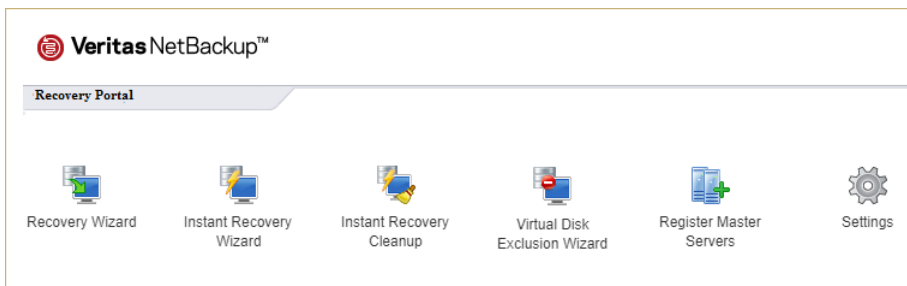 Veritas NetBackup™
Recovery Portal
Recovery Wizard
Instant Recovery
Wizard
Instant Recovery
Cleanup
Virtual Disk
Exclusion Wizard
Register Master
Servers
Settings